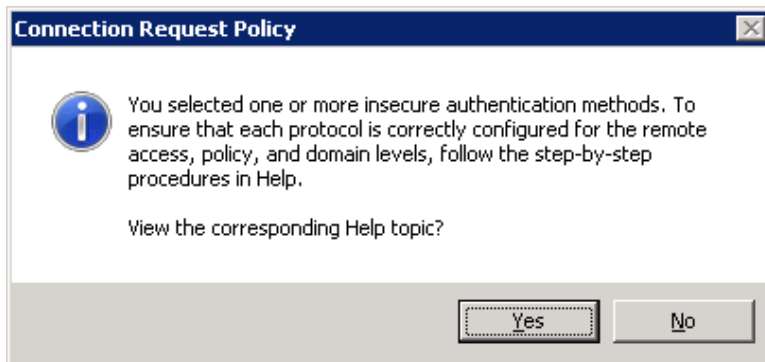 Connection Request Policy
You selected one or more insecure authentication methods. To
ensure that each protocol is correctly configured for the remote
access, policy, and domain levels, follow the step-by-step
procedures in Help.
View the corresponding Help topic?
Yes
No